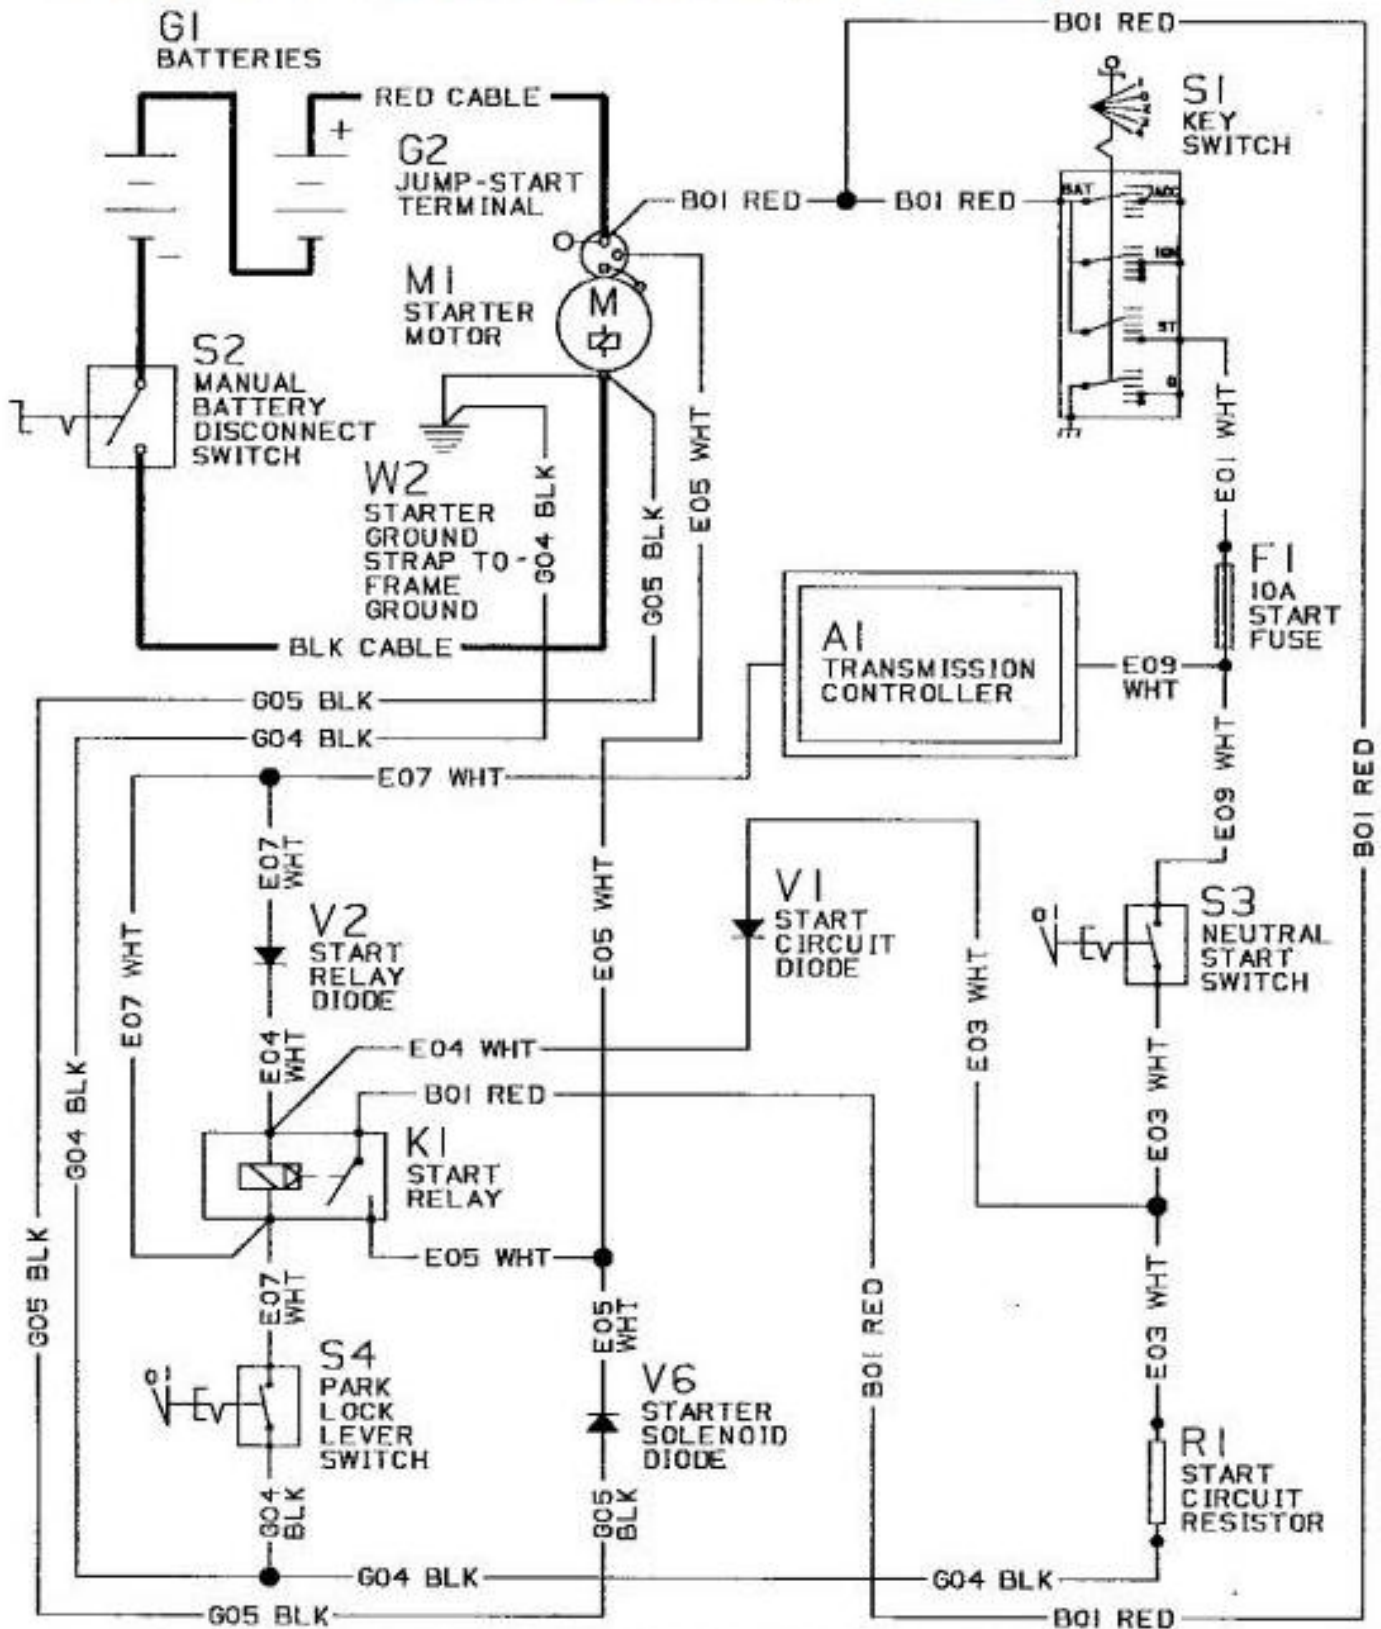 G1
BATTERIES
B01 RED
RED CABLE
+
G2
JUMP-START
TERMINAL
S1
KEY
SWITCH
B01 RED
B01 RED
BAT
ACC
IGN
ST
G
–
M1
STARTER
MOTOR
M
S2
MANUAL
BATTERY
DISCONNECT
SWITCH
W2
STARTER
GROUND
STRAP TO-
FRAME
GROUND
G04 BLK
G05 BLK
E05 WHT
E01 WHT
F1
10A
START
FUSE
BLK CABLE
A1
TRANSMISSION
CONTROLLER
E09
WHT
G05 BLK
G04 BLK
E07 WHT
E09 WHT
B01 RED
E07
WHT
V2
START
RELAY
DIODE
E07 WHT
E05 WHT
V1
START
CIRCUIT
DIODE
E03 WHT
0 1
S3
NEUTRAL
START
SWITCH
E04
WHT
E04 WHT
B01 RED
G04 BLK
E03 WHT
K1
START
RELAY
G05 BLK
E07
WHT
E05 WHT
E05
WHT
B01 RED
E03 WHT
0 1
S4
PARK
LOCK
LEVER
SWITCH
V6
STARTER
SOLENOID
DIODE
R1
START
CIRCUIT
RESISTOR
G04
BLK
G05
BLK
G04 BLK
G04 BLK
G05 BLK
B01 RED